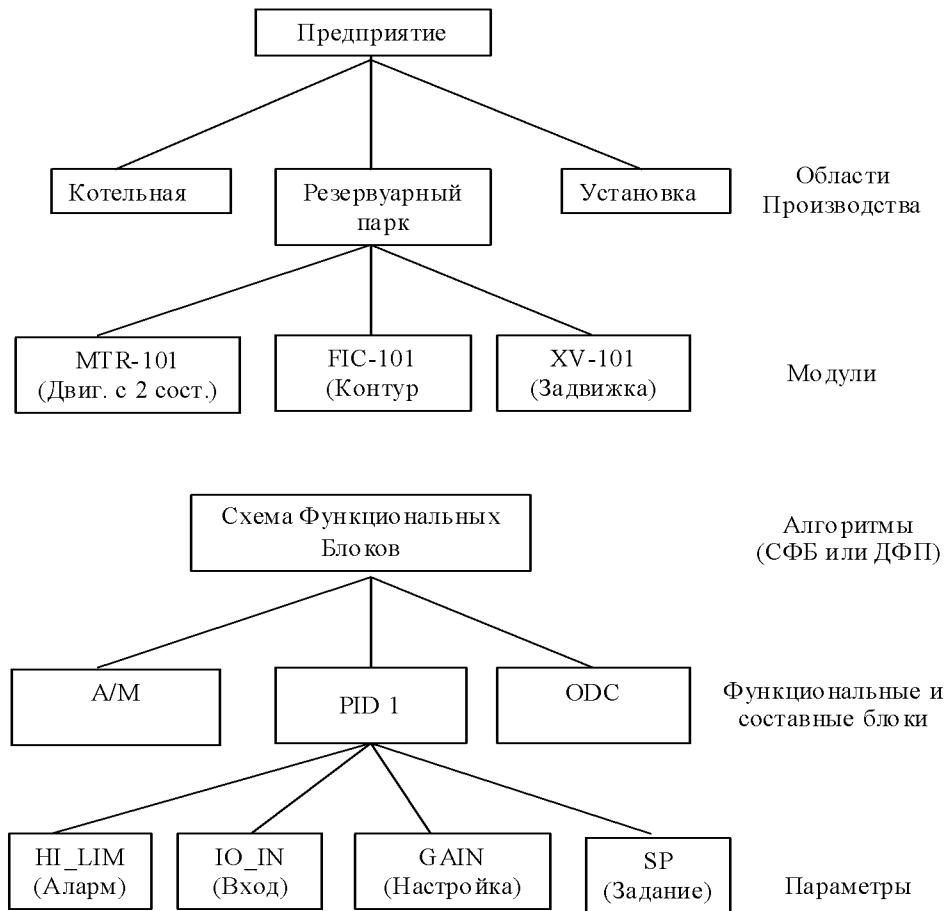 Предприятие
Котельная
Резервуарный
парк
Установка
Области
Производства
MTR-101
(Двиг. с 2 сост.)
FIC-101
(Контур
XV-101
(Задвижка)
Модули
Схема Функциональных
Блоков
Алгоритмы
(СФБ или ДФП)
A/M
PID 1
ODC
Функциональные и
составные блоки
HI_LIM
(Аларм)
IO_IN
(Вход)
GAIN
(Настройка)
SP
(Задание)
Параметры